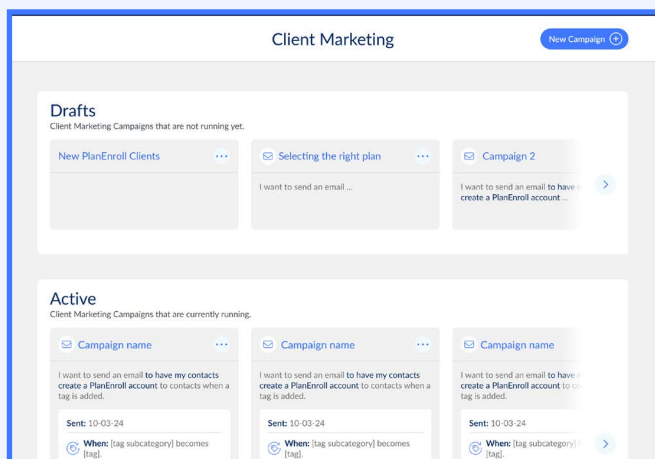 Client Marketing
New Campaign
Drafts
Client Marketing Campaigns that are not running yet.
New PlanEnroll Clients
...
Selecting the right plan
...
Campaign 2
I want to send an email ...
I want to send an email to have
create a PlanEnroll account ...
Active
Client Marketing Campaigns that are currently running.
Campaign name
...
Campaign name
...
Campaign name
I want to send an email to have my contacts
create a PlanEnroll account to contacts when a
tag is added.
I want to send an email to have my contacts
create a PlanEnroll account to contacts when a
tag is added.
I want to send an email to have
create a PlanEnroll account to
tag is added.
Sent: 10-03-24
When: [tag subcategory] becomes
[tag].
Sent: 10-03-24
When: [tag subcategory] becomes
[tag].
Sent: 10-03-24
When: [tag subcategory]
[tag].